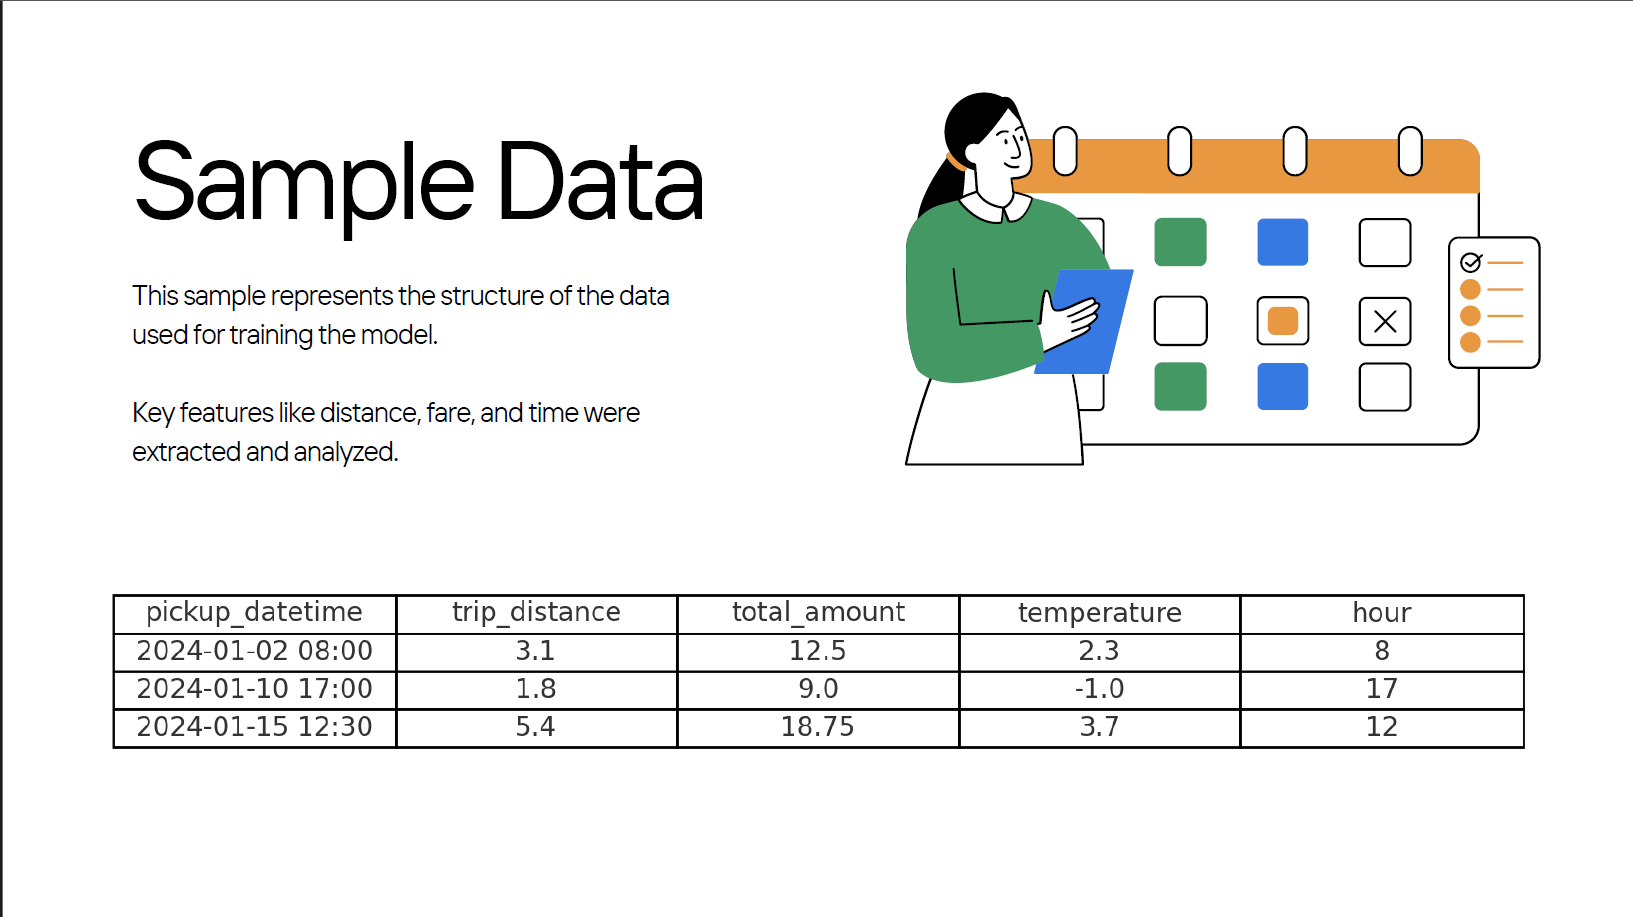 Sample Data
This sample represents the structure of the data
used for training the model.
Key features like distance, fare, and time were
extracted and analyzed.
pickup_datetime trip_distance total_amount temperature hour
2024-01-02 08:00 3.1 12.5 2.3 8
2024-01-10 17:00 1.8 9.0 -1.0 17
2024-01-15 12:30 5.4 18.75 3.7 12